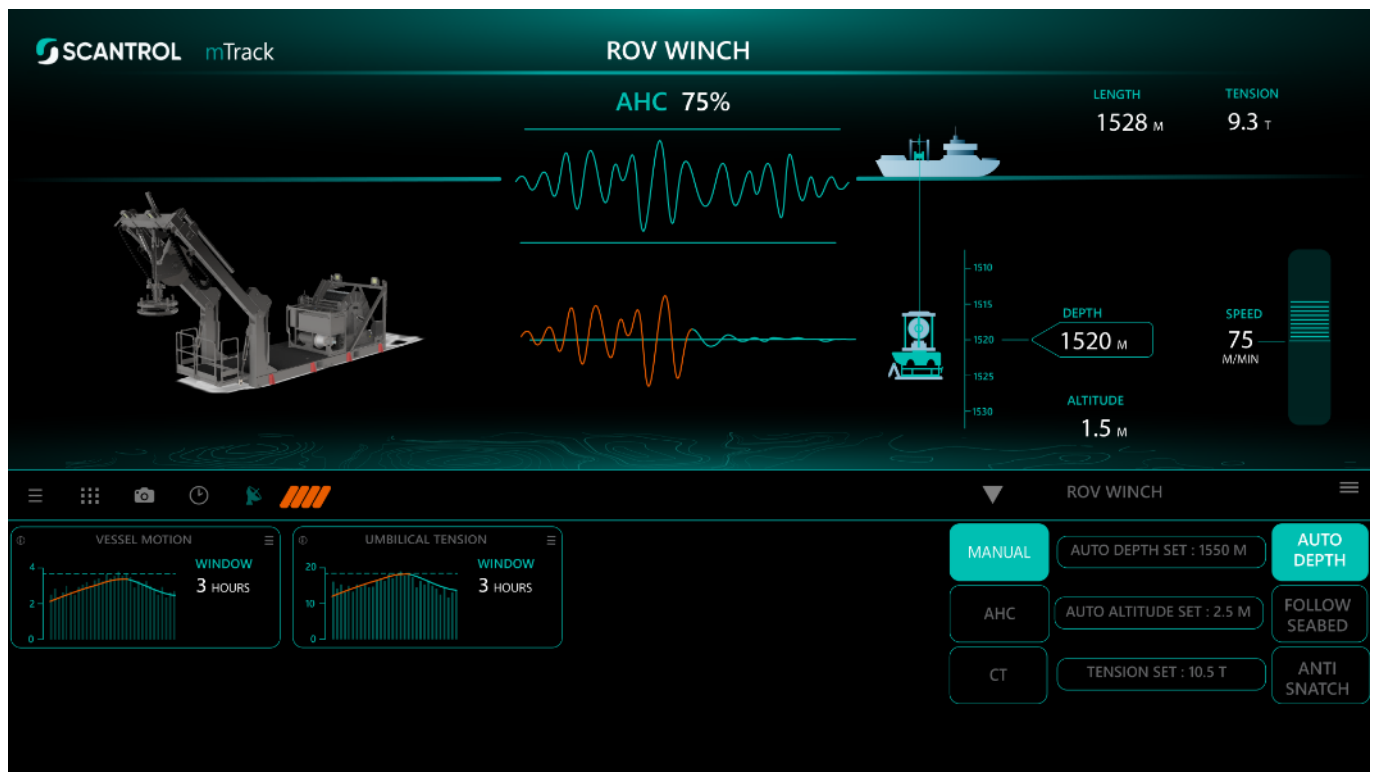 SCANTROL mTrack
ROV WINCH
AHC 75%
LENGTH
1528 M
TENSION
9.3 T
1510
1515
1520
1525
1530
DEPTH
1520 M
SPEED
75
M/MIN
ALTITUDE
1.5 M
ROV WINCH
VESSEL MOTION
4
2
0
WINDOW
3 HOURS
UMBILICAL TENSION
20
10
0
WINDOW
3 HOURS
MANUAL
AUTO DEPTH SET : 1550 M
AUTO
DEPTH
AHC
AUTO ALTITUDE SET : 2.5 M
FOLLOW
SEABED
CT
TENSION SET : 10.5 T
ANTI
SNATCH